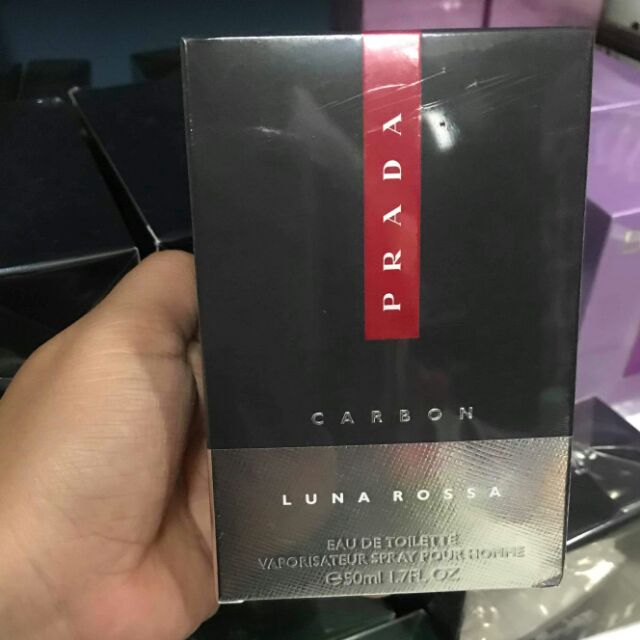 PRADA
CARBON
LUNA ROSSA
EAU DE TOILETTE
VAPORISATEUR SPRAY POUR HOMME
℮50ml 1.7FL OZ